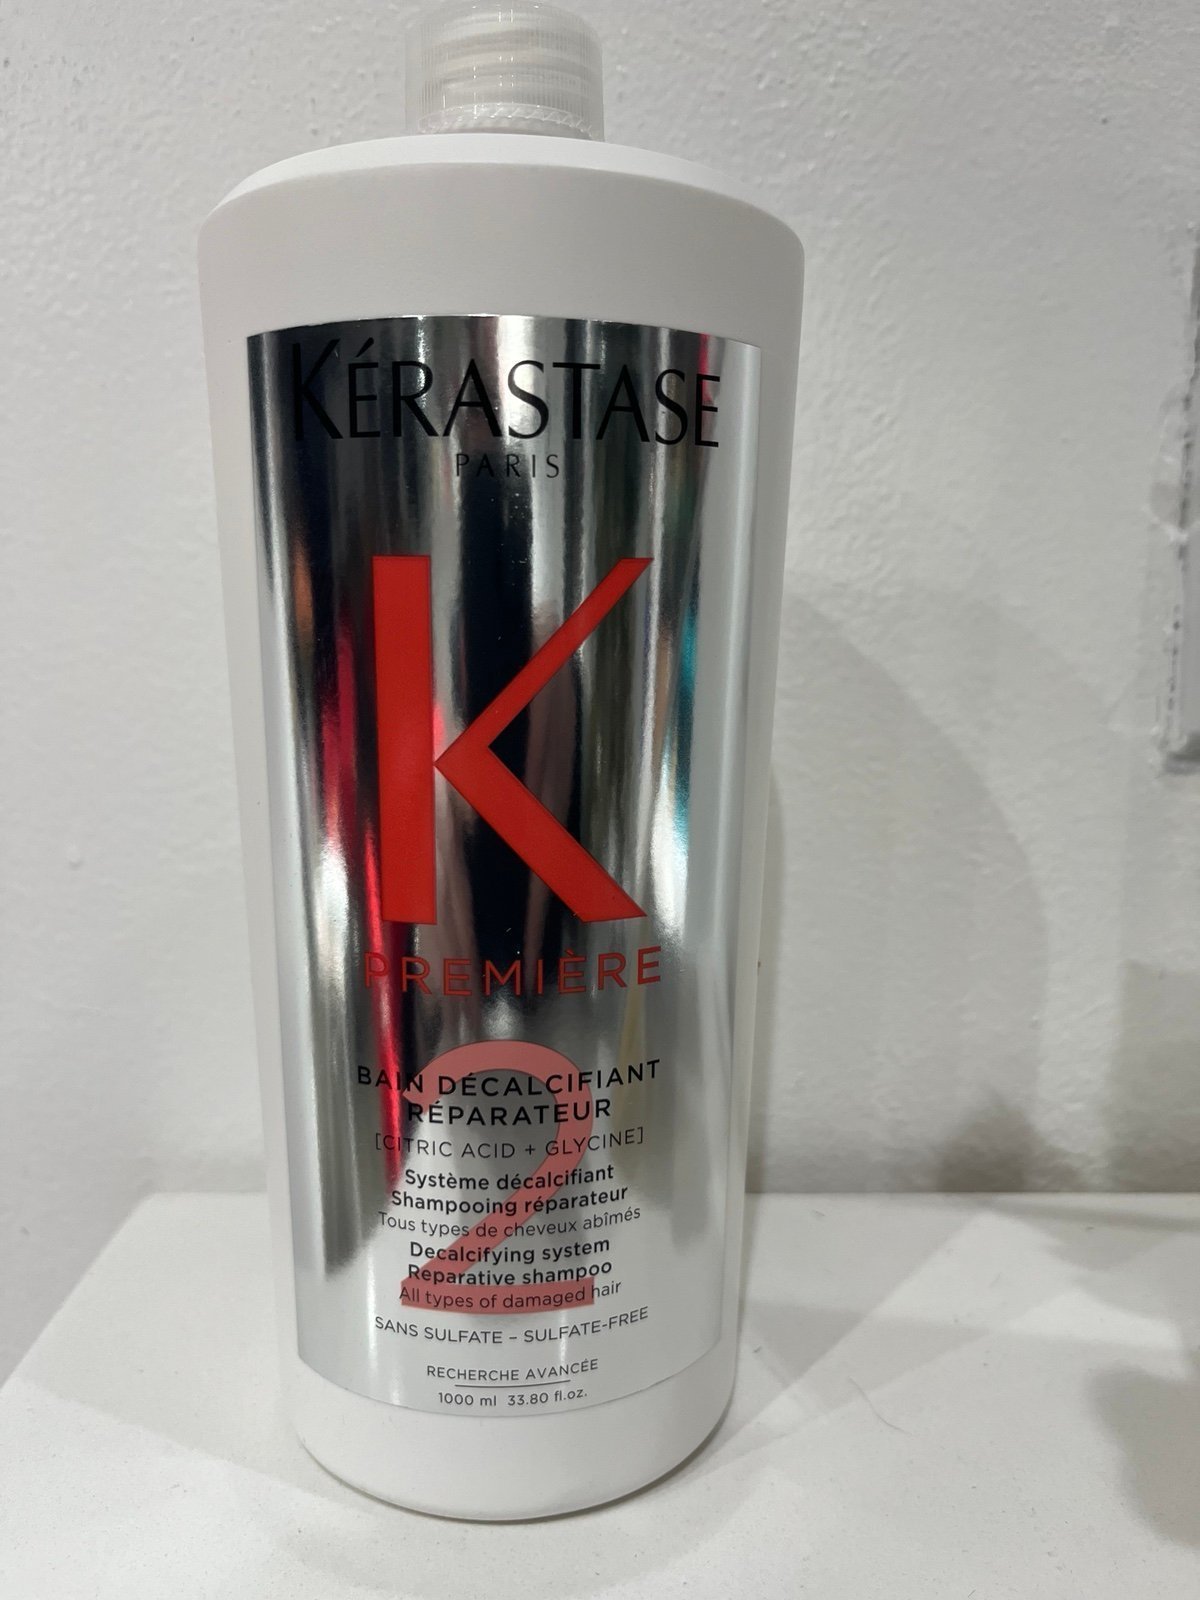 KÉRASTASE
PARIS
K
PREMIÈRE
2
BAIN DÉCALCIFIANT
RÉPARATEUR
[CITRIC ACID + GLYCINE]
Système décalcifiant
Shampooing réparateur
Tous types de cheveux abîmés
Decalcifying system
Reparative shampoo
All types of damaged hair
SANS SULFATE – SULFATE-FREE
RECHERCHE AVANCÉE
1000 ml 33.80 fl.oz.